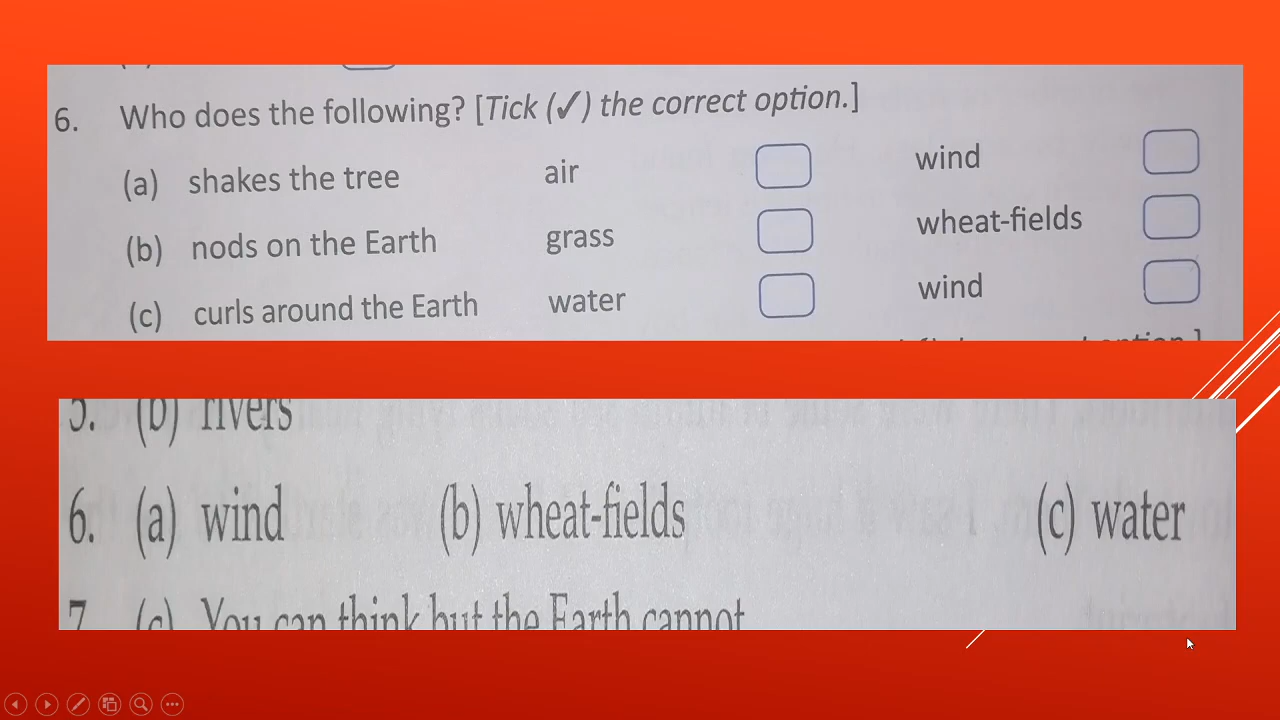 6. Who does the following? [Tick (✓) the correct option.]
(a) shakes the tree air wind
(b) nods on the Earth grass wheat-fields
(c) curls around the Earth water wind
5. (b) rivers
6. (a) wind (b) wheat-fields (c) water
7. (c) You can think but the Earth cannot